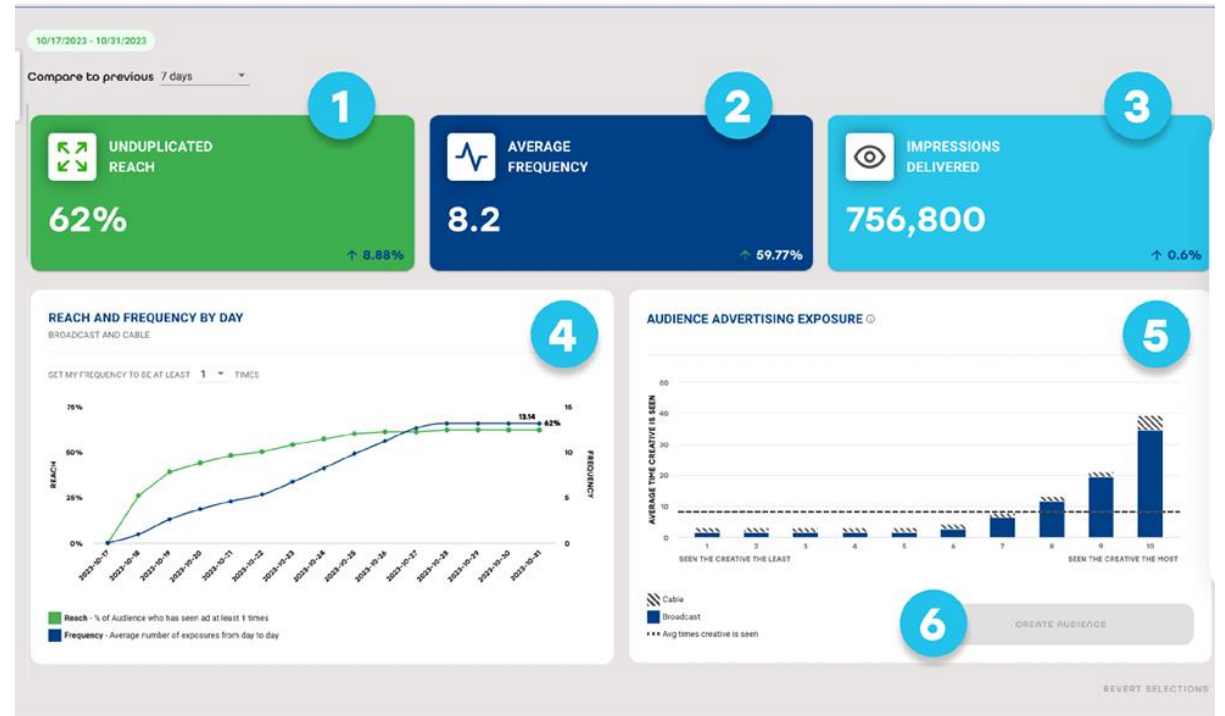 10/17/2023 - 10/31/2023
Compare to previous 7 days
1
UNDUPLICATED
REACH
62%
↑ 8.88%
2
AVERAGE
FREQUENCY
8.2
↑ 59.77%
3
IMPRESSIONS
DELIVERED
756,800
↑ 0.6%
REACH AND FREQUENCY BY DAY
BROADCAST AND CABLE
4
SET MY FREQUENCY TO BE AT LEAST 1 TIMES
75%
50%
25%
0%
REACH
13.14
62%
15
10
5
0
FREQUENCY
2023-10-17
2023-10-18
2023-10-19
2023-10-20
2023-10-21
2023-10-22
2023-10-23
2023-10-24
2023-10-25
2023-10-26
2023-10-27
2023-10-28
2023-10-29
2023-10-30
2023-10-31
Reach - % of Audience who has seen ad at least 1 times
Frequency - Average number of exposures from day to day
AUDIENCE ADVERTISING EXPOSURE
5
AVERAGE TIME CREATIVE IS SEEN
50
40
30
20
10
0
1 2 3 4 5 6 7 8 9 10
SEEN THE CREATIVE THE LEAST
SEEN THE CREATIVE THE MOST
Cable
Broadcast
Avg times creative is seen
6
CREATE AUDIENCE
REVERT SELECTIONS